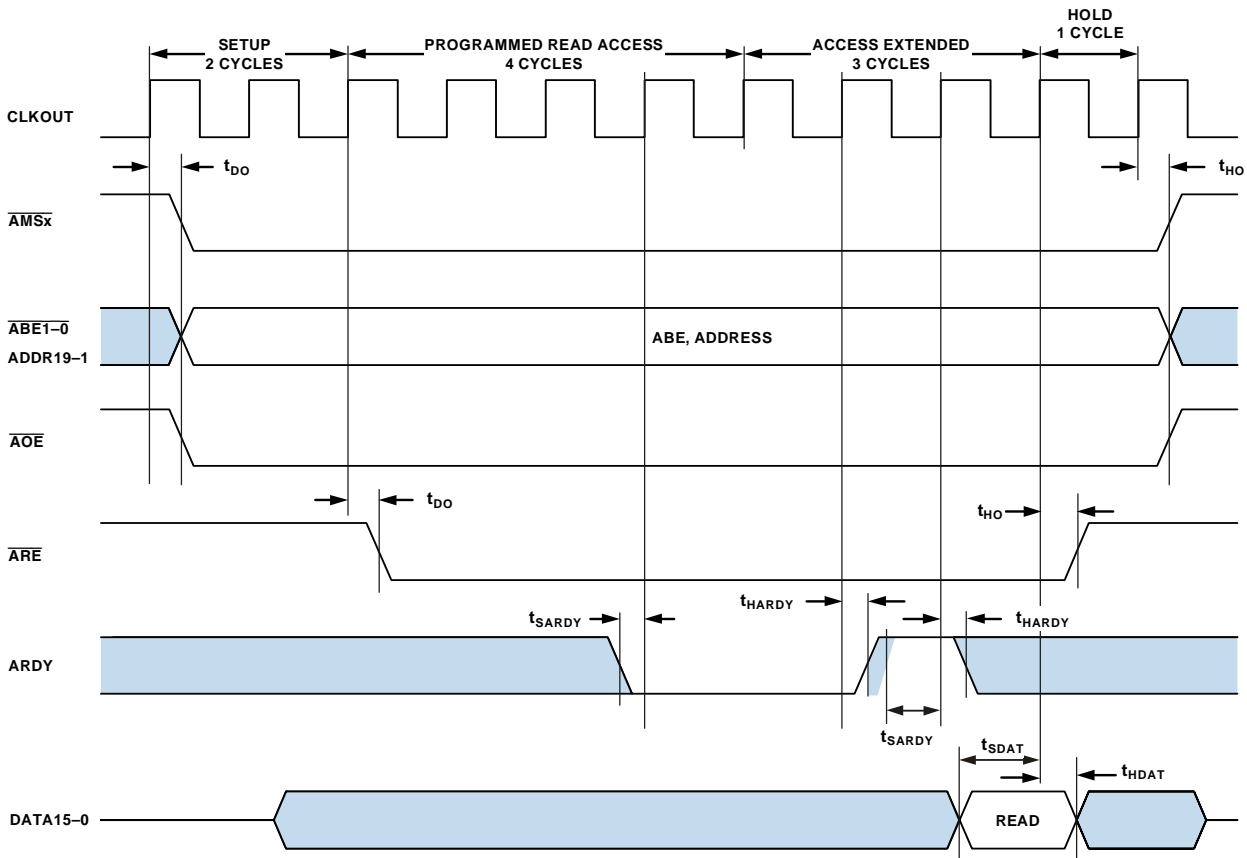 SETUP
2 CYCLES
PROGRAMMED READ ACCESS
4 CYCLES
ACCESS EXTENDED
3 CYCLES
HOLD
1 CYCLE
CLKOUT
tDO
tHO
AMSx
ABE1–0
ADDR19–1
ABE, ADDRESS
AOE
tDO
tHO
ARE
tSARDY
tHARDY
tHARDY
ARDY
tSARDY
tSDAT
tHDAT
DATA15–0
READ